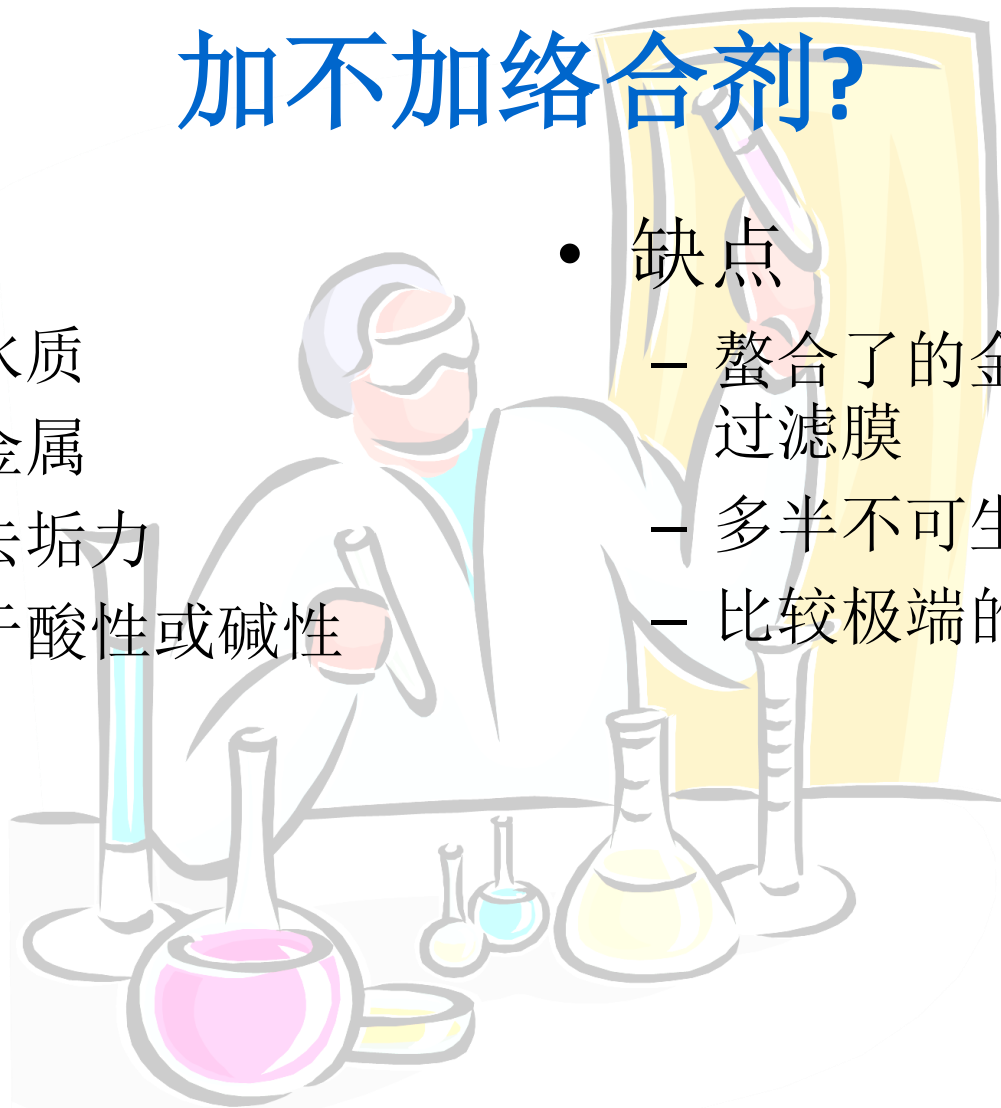 加不加络合剂?
水质
金属
去垢力
于酸性或碱性
• 缺点
– 螯合了的金
过滤膜
– 多半不可生
– 比较极端的